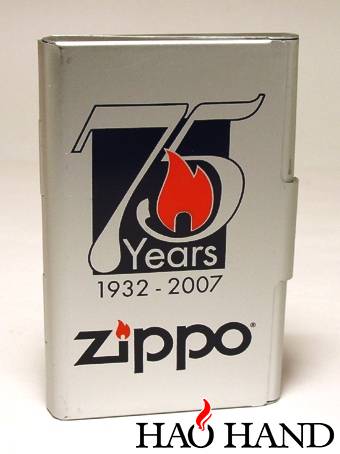 75
Years
1932 - 2007
zippo®
HAO HAND